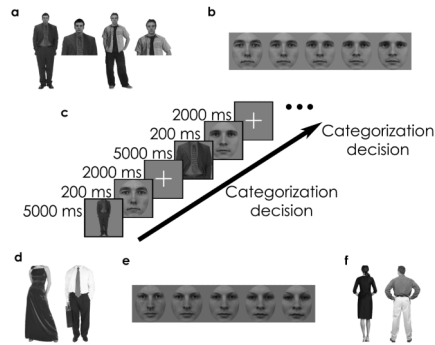 a
b
c
2000 ms
200 ms
5000 ms
2000 ms
200 ms
5000 ms
Categorization
decision
Categorization
decision
d
e
f